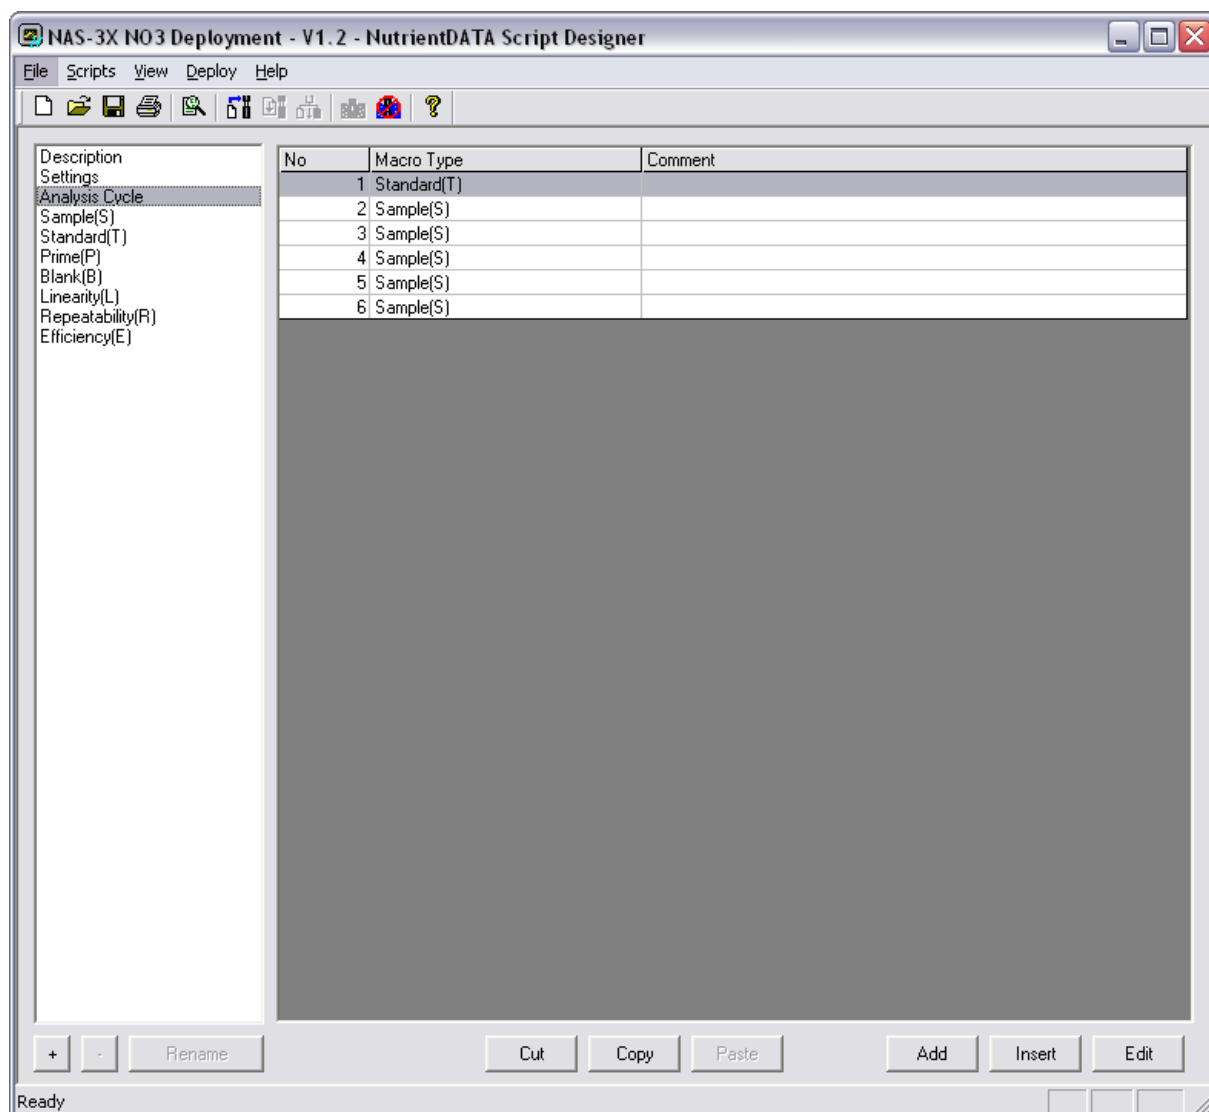 NAS-3X NO3 Deployment - V1.2 - NutrientDATA Script Designer
File Scripts View Deploy Help
Description
Settings
Analysis Cycle
Sample(S)
Standard(T)
Prime(P)
Blank(B)
Linearity(L)
Repeatability(R)
Efficiency(E)
No Macro Type Comment
1 Standard(T)
2 Sample(S)
3 Sample(S)
4 Sample(S)
5 Sample(S)
6 Sample(S)
+ - Rename Cut Copy Paste Add Insert Edit
Ready